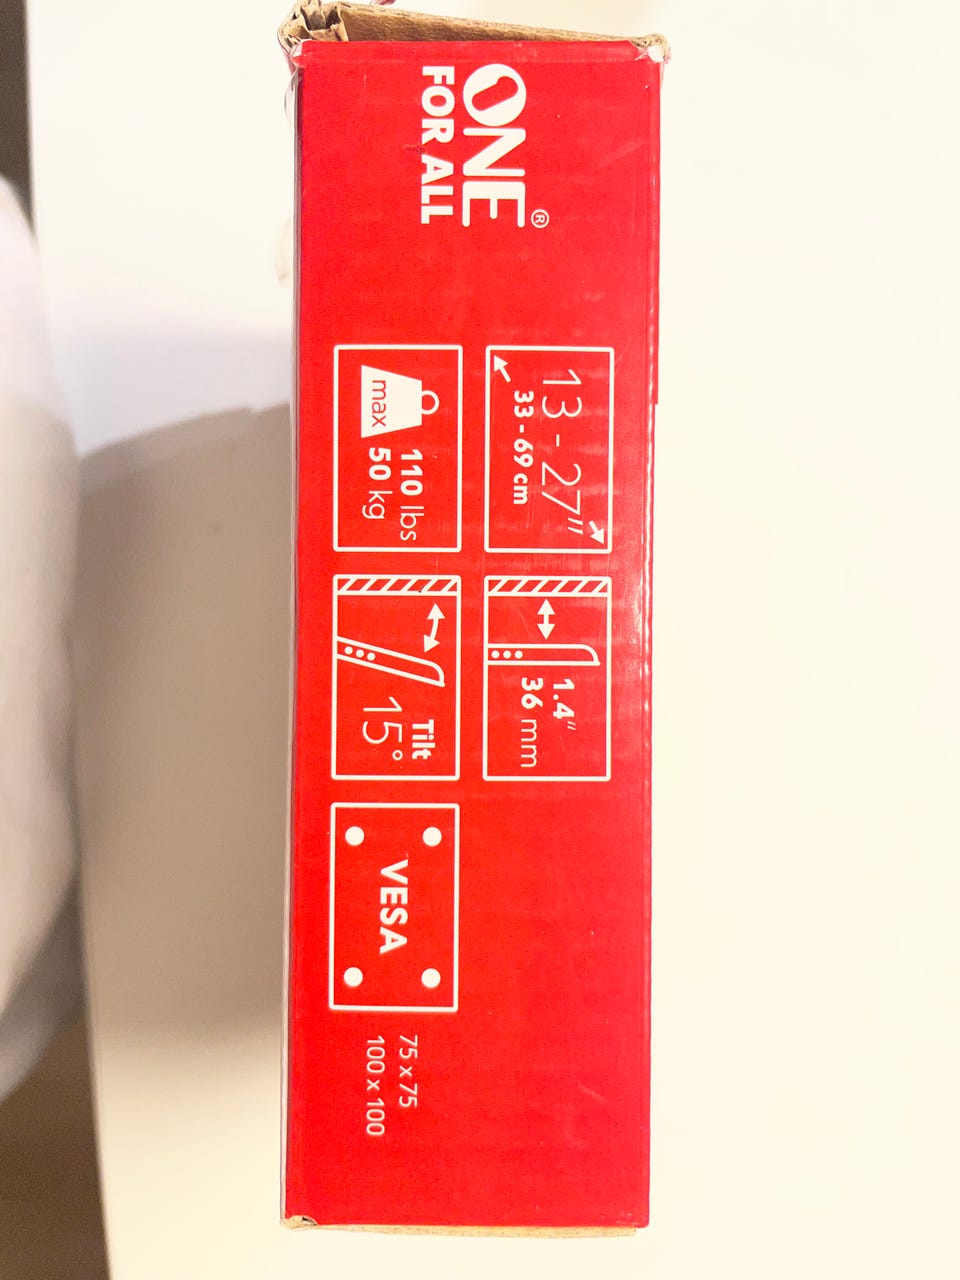 ONE®
FOR ALL
13 - 27"
33 - 69 cm
max
110 lbs
50 kg
1.4"
36 mm
Tilt
15°
VESA
75 x 75
100 x 100